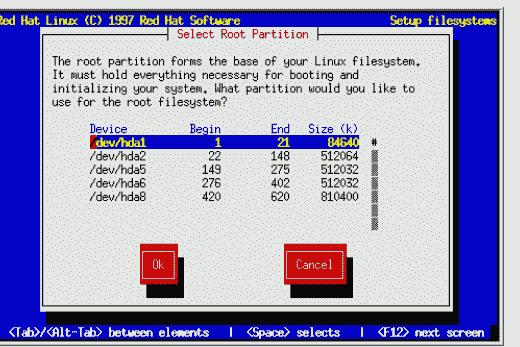 Red Hat Linux (C) 1997 Red Hat Software Setup filesystems
Select Root Partition
The root partition forms the base of your Linux filesystem.
It must hold everything necessary for booting and
initializing your system. What partition would you like to
use for the root filesystem?
Device Begin End Size (k)
/dev/hda1 1 21 84640 #
/dev/hda2 22 148 512064
/dev/hda5 149 275 512032
/dev/hda6 276 402 512032
/dev/hda8 420 620 810400
Ok Cancel
<Tab>/<Alt-Tab> between elements | <Space> selects | <F12> next screen